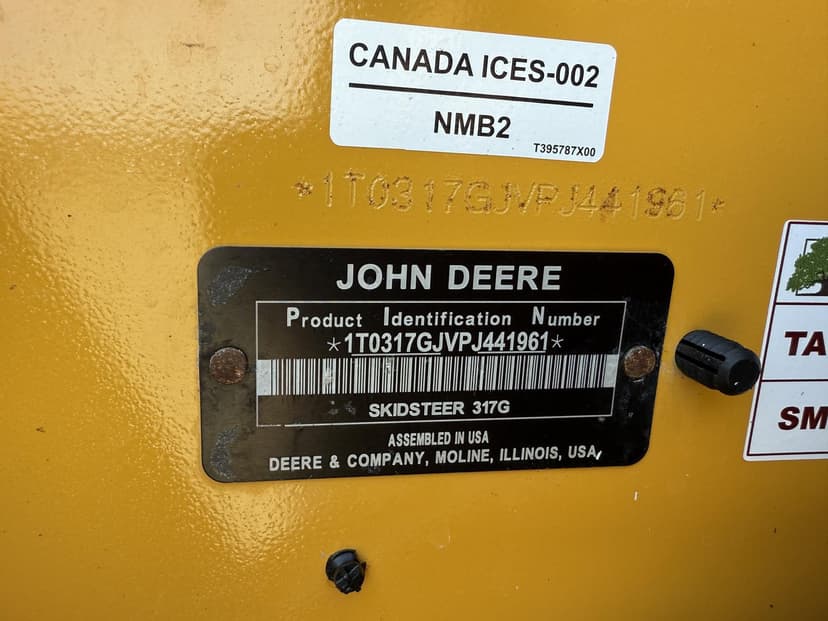 CANADA ICES-002
NMB2
T395787X00
*1T0317GJVPJ441961*
JOHN DEERE
Product Identification Number
*1T0317GJVPJ441961*
SKIDSTEER 317G
ASSEMBLED IN USA
DEERE & COMPANY, MOLINE, ILLINOIS, USA
TA
SM